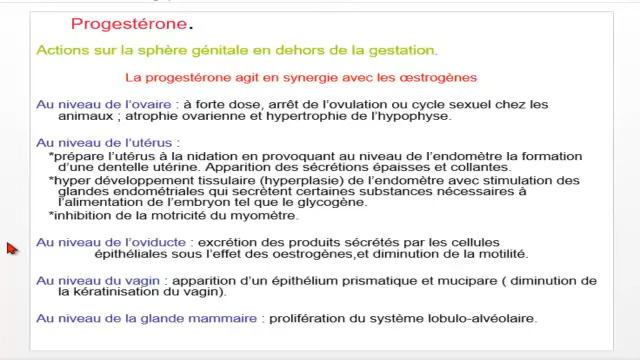 Progestérone.
Actions sur la sphère génitale en dehors de la gestation.
La progestérone agit en synergie avec les œstrogènes
Au niveau de l'ovaire : à forte dose, arrêt de l'ovulation ou cycle sexuel chez les
animaux ; atrophie ovarienne et hypertrophie de l'hypophyse.
Au niveau de l'utérus :
*prépare l'utérus à la nidation en provoquant au niveau de l'endomètre la formation
d'une dentelle utérine. Apparition des sécrétions épaisses et collantes.
*hyper développement tissulaire (hyperplasie) de l'endomètre avec stimulation des
glandes endométriales qui secrètent certaines substances nécessaires à
l'alimentation de l'embryon tel que le glycogène.
*inhibition de la motricité du myomètre.
Au niveau de l'oviducte : excrétion des produits sécrétés par les cellules
épithéliales sous l'effet des oestrogènes,et diminution de la motilité.
Au niveau du vagin : apparition d'un épithélium prismatique et mucipare ( diminution de
la kératinisation du vagin).
Au niveau de la glande mammaire : prolifération du système lobulo-alvéolaire.